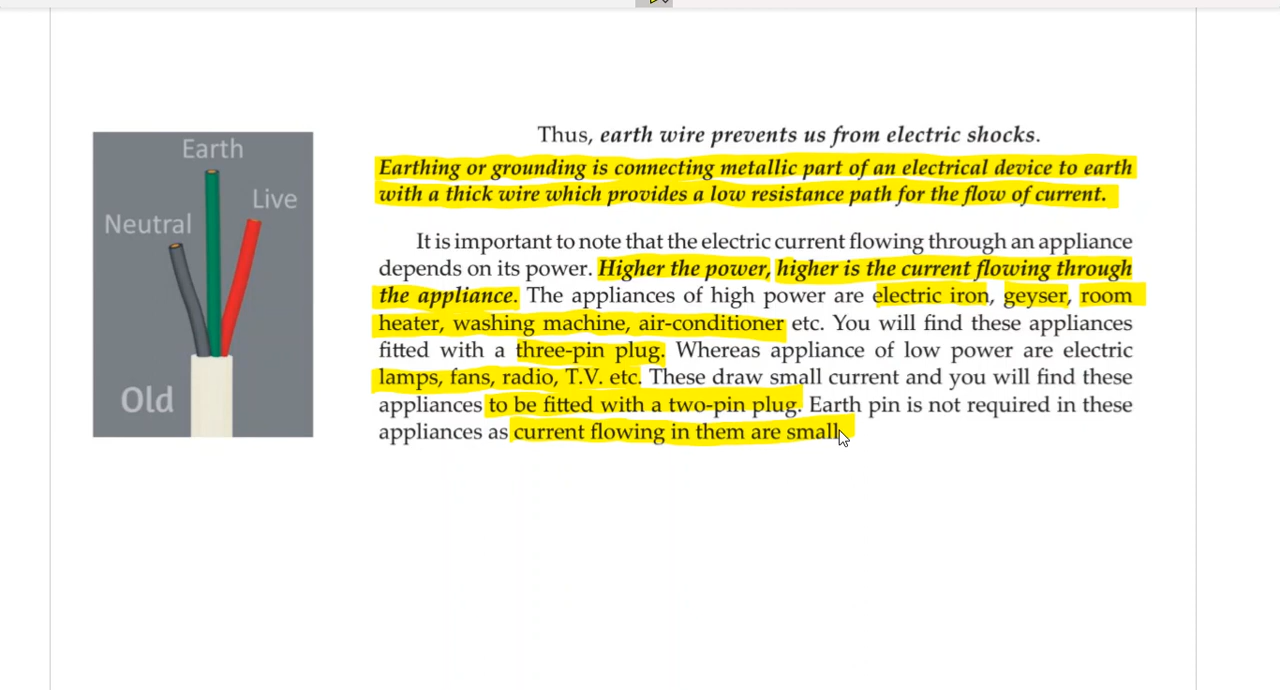 Earth
Live
Neutral
Old
Thus, earth wire prevents us from electric shocks.
Earthing or grounding is connecting metallic part of an electrical device to earth
with a thick wire which provides a low resistance path for the flow of current.
It is important to note that the electric current flowing through an appliance
depends on its power. Higher the power, higher is the current flowing through
the appliance. The appliances of high power are electric iron, geyser, room
heater, washing machine, air-conditioner etc. You will find these appliances
fitted with a three-pin plug. Whereas appliance of low power are electric
lamps, fans, radio, T.V. etc. These draw small current and you will find these
appliances to be fitted with a two-pin plug. Earth pin is not required in these
appliances as current flowing in them are small.